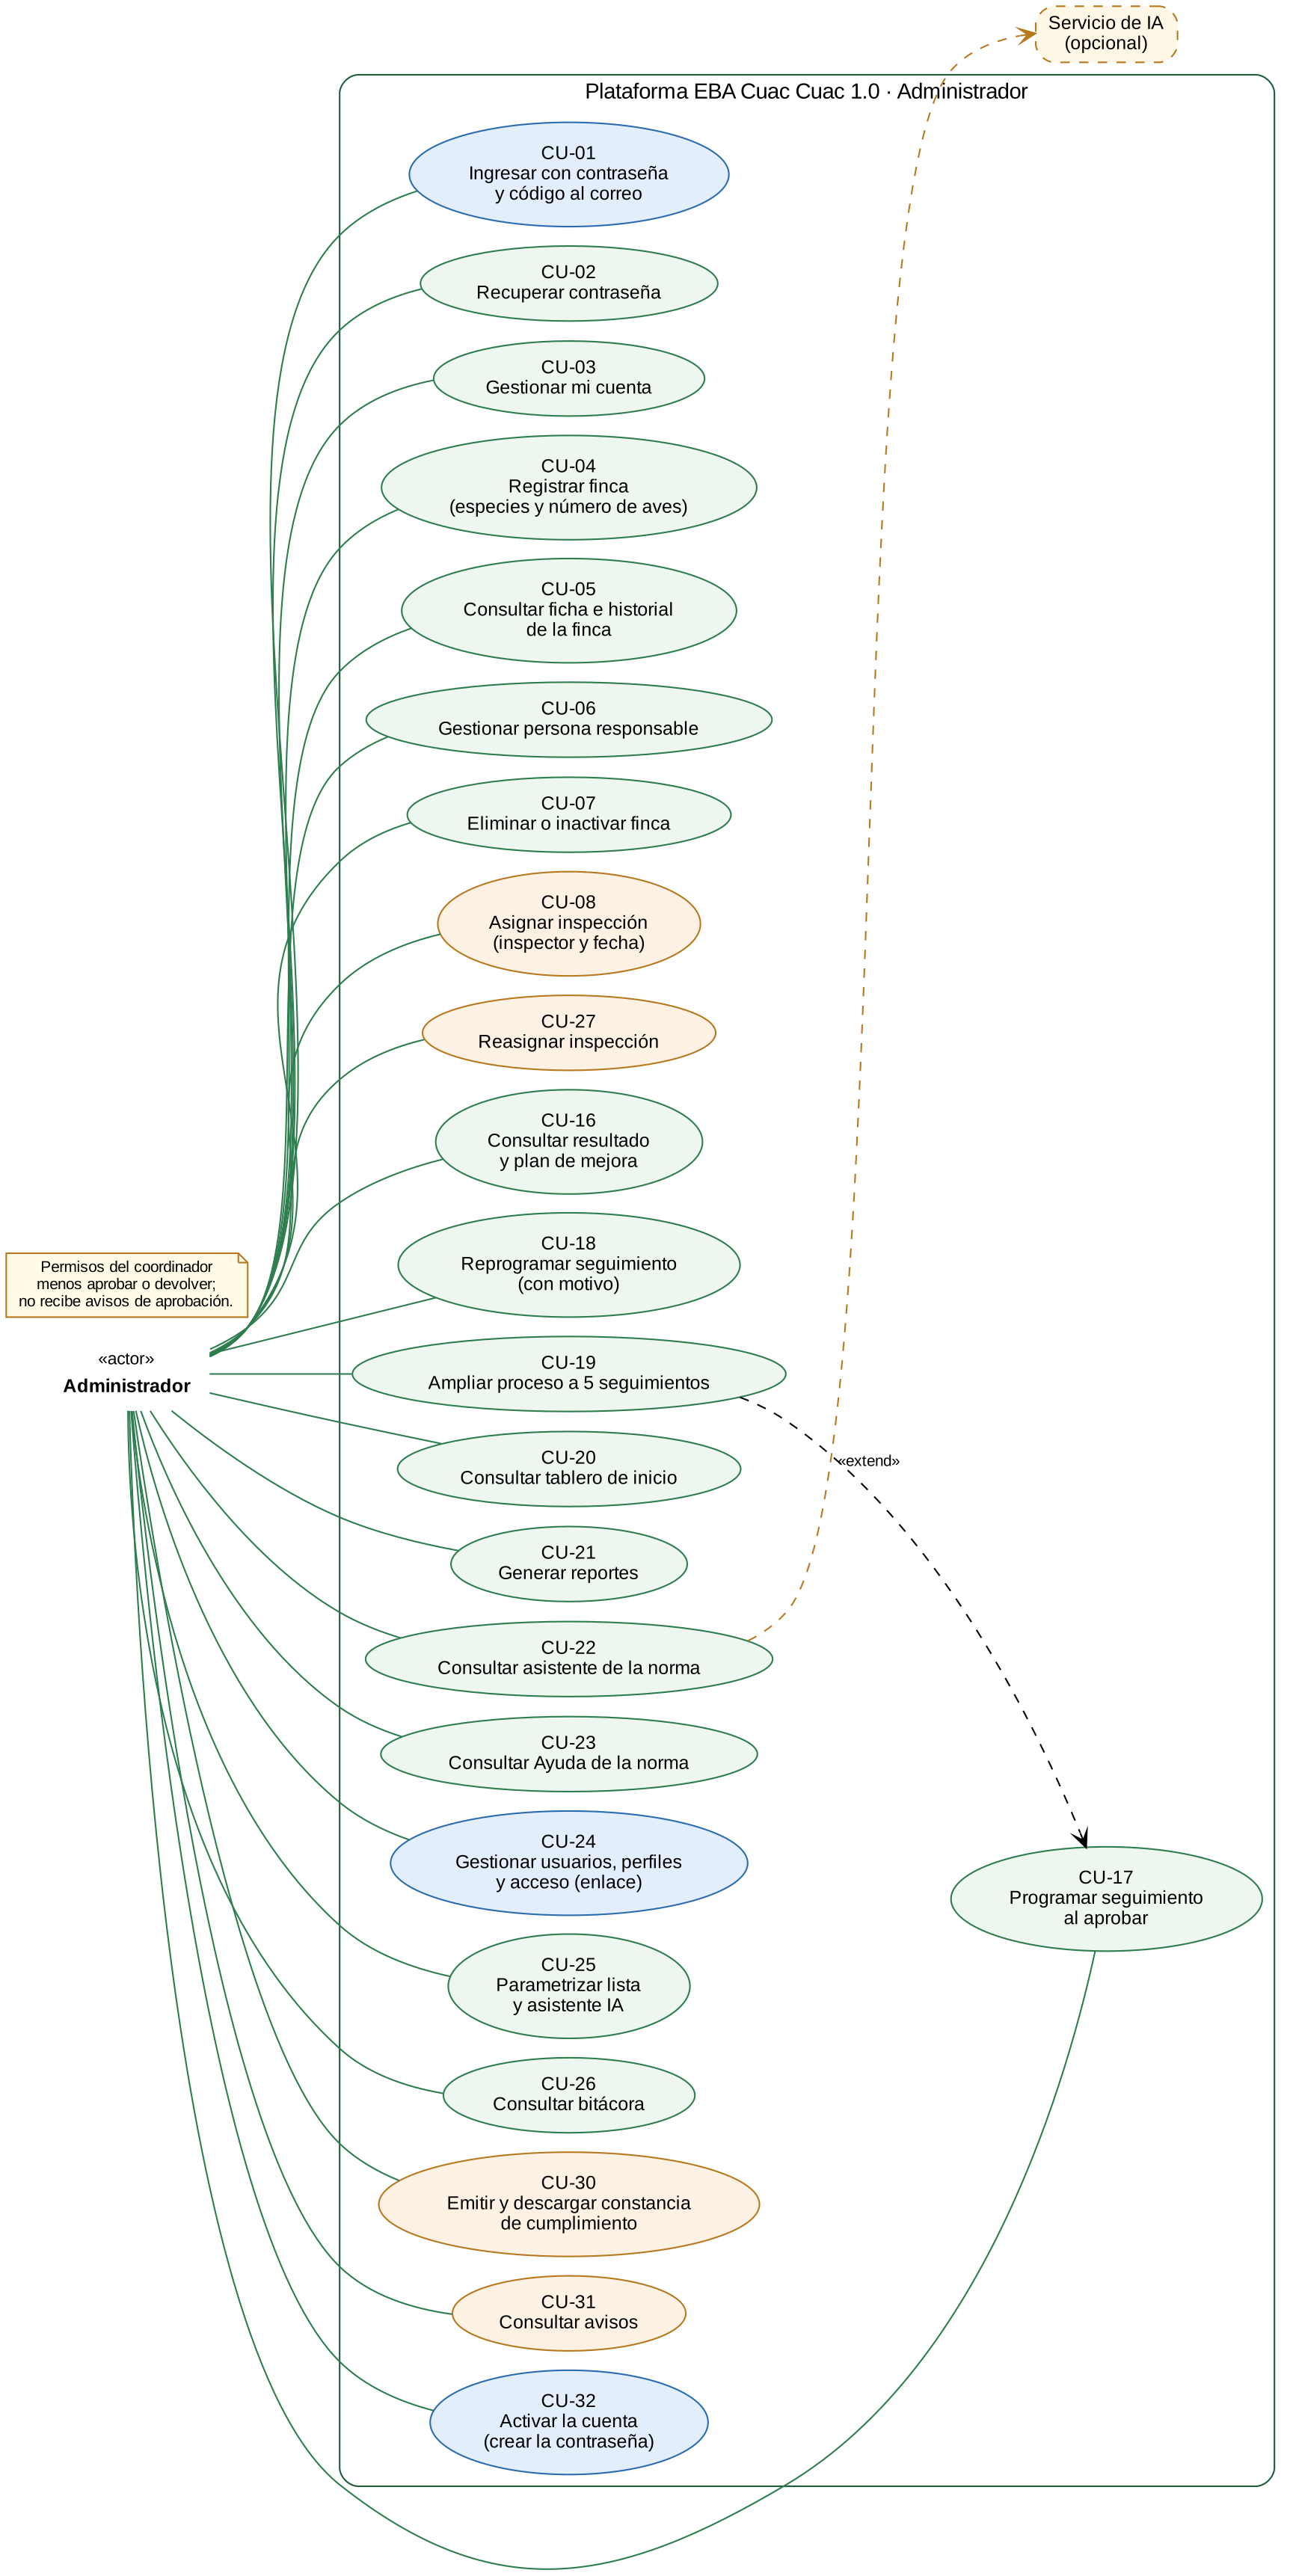 Servicio de IA
(opcional)
Plataforma EBA Cuac Cuac 1.0 · Administrador
CU-01
Ingresar con contraseña
y código al correo
CU-02
Recuperar contraseña
CU-03
Gestionar mi cuenta
CU-04
Registrar finca
(especies y número de aves)
CU-05
Consultar ficha e historial
de la finca
CU-06
Gestionar persona responsable
CU-07
Eliminar o inactivar finca
CU-08
Asignar inspección
(inspector y fecha)
CU-27
Reasignar inspección
CU-16
Consultar resultado
y plan de mejora
CU-18
Reprogramar seguimiento
(con motivo)
Permisos del coordinador
menos aprobar o devolver;
no recibe avisos de aprobación.
«actor»
Administrador
CU-19
Ampliar proceso a 5 seguimientos
CU-20
Consultar tablero de inicio
«extend»
CU-21
Generar reportes
CU-22
Consultar asistente de la norma
CU-23
Consultar Ayuda de la norma
CU-24
Gestionar usuarios, perfiles
y acceso (enlace)
CU-17
Programar seguimiento
al aprobar
CU-25
Parametrizar lista
y asistente IA
CU-26
Consultar bitácora
CU-30
Emitir y descargar constancia
de cumplimiento
CU-31
Consultar avisos
CU-32
Activar la cuenta
(crear la contraseña)